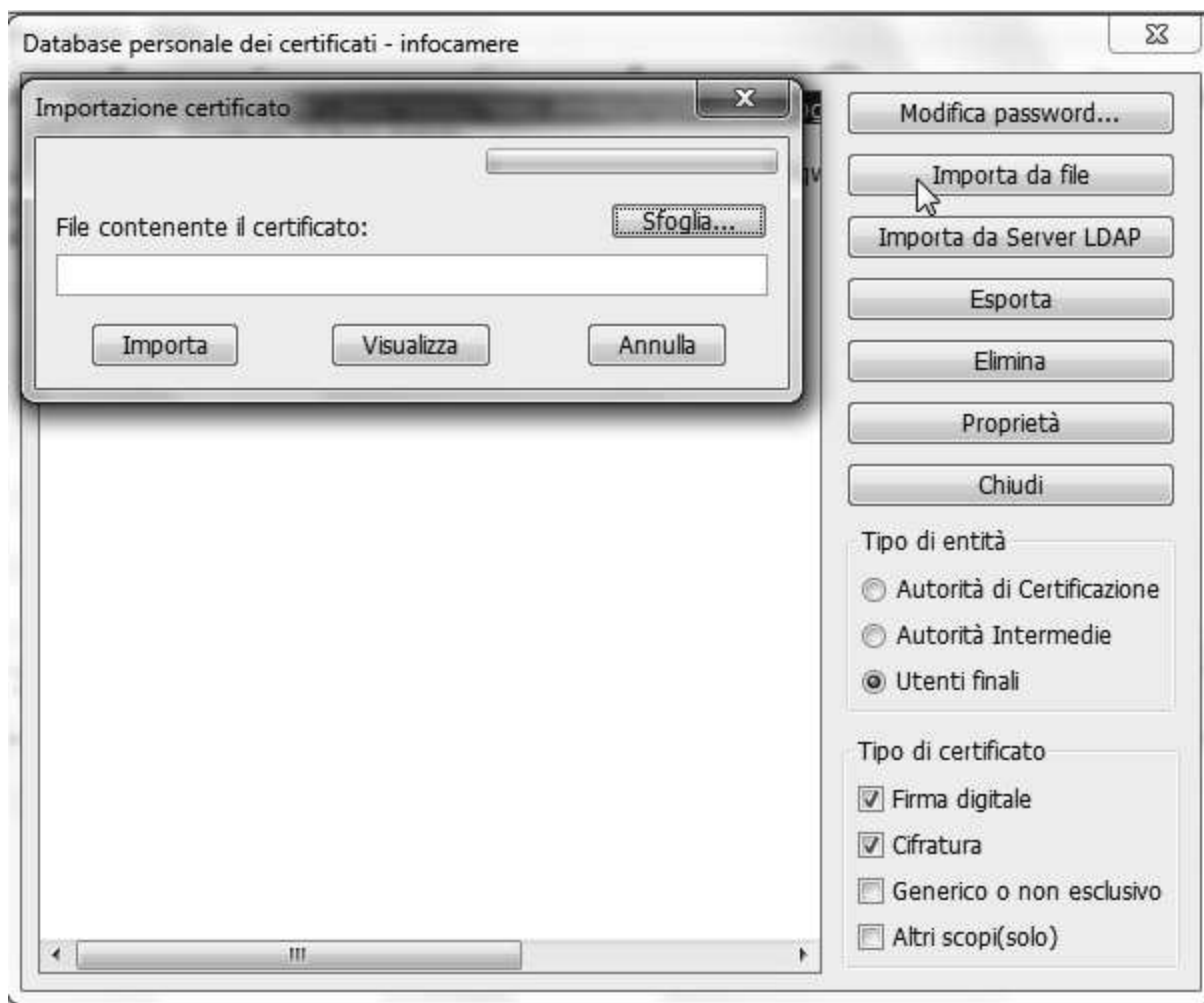 Database personale dei certificati - infocamere
Importazione certificato
File contenente il certificato:
Sfoglia...
Importa
Visualizza
Annulla
Modifica password...
Importa da file
Importa da Server LDAP
Esporta
Elimina
Proprietà
Chiudi
Tipo di entità
Autorità di Certificazione
Autorità Intermedie
Utenti finali
Tipo di certificato
Firma digitale
Cifratura
Generico o non esclusivo
Altri scopi(solo)